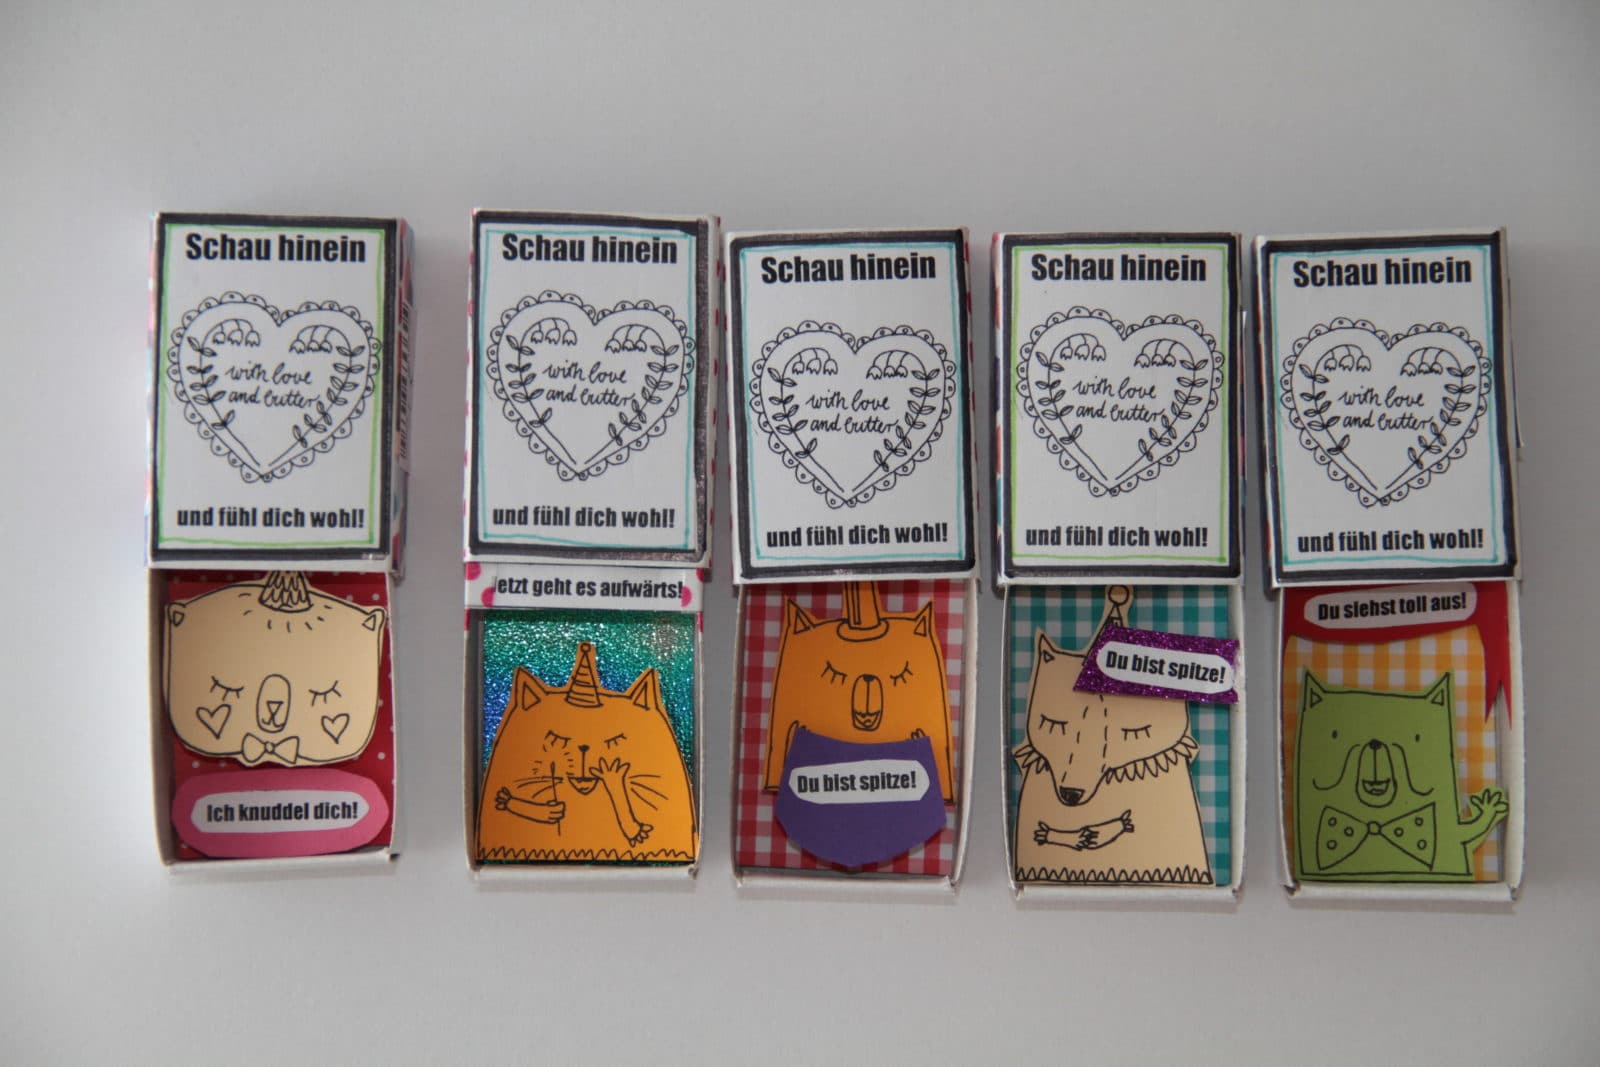 Schau hinein
with love
and butter
und fühl dich wohl!
Ich knuddel dich!
Schau hinein
with love
and butter
und fühl dich wohl!
Jetzt geht es aufwärts!
Schau hinein
with love
and butter
und fühl dich wohl!
Du bist spitze!
Schau hinein
with love
and butter
und fühl dich wohl!
Du bist spitze!
Schau hinein
with love
and butter
und fühl dich wohl!
Du siehst toll aus!